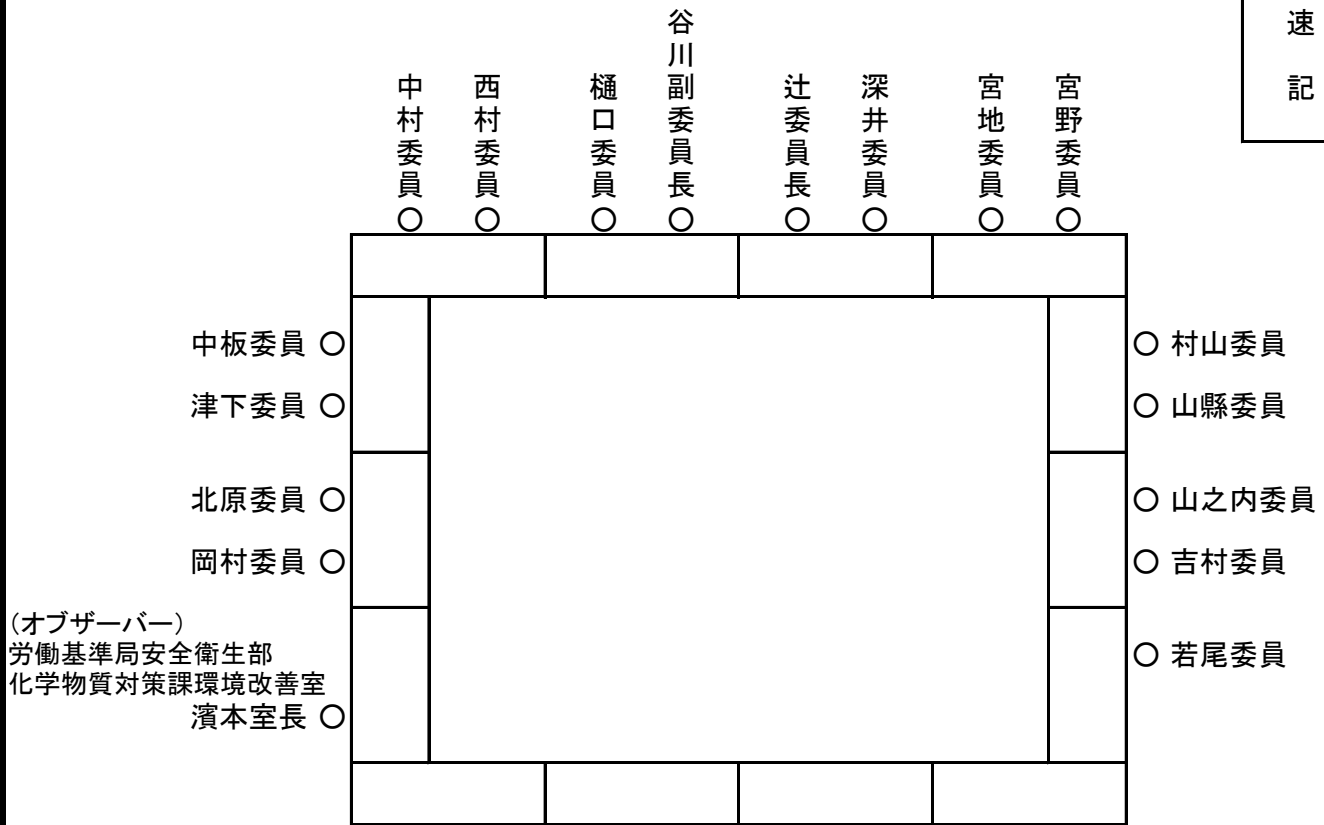 速記
中村委員○
西村委員○
樋口委員○
谷川副委員長○
辻委員長○
深井委員○
宮地委員○
宮野委員○
中板委員 ○
津下委員 ○
北原委員 ○
岡村委員 ○
(オブザーバー)
労働基準局安全衛生部
化学物質対策課環境改善室
濱本室長 ○
○ 村山委員
○ 山縣委員
○ 山之内委員
○ 吉村委員
○ 若尾委員